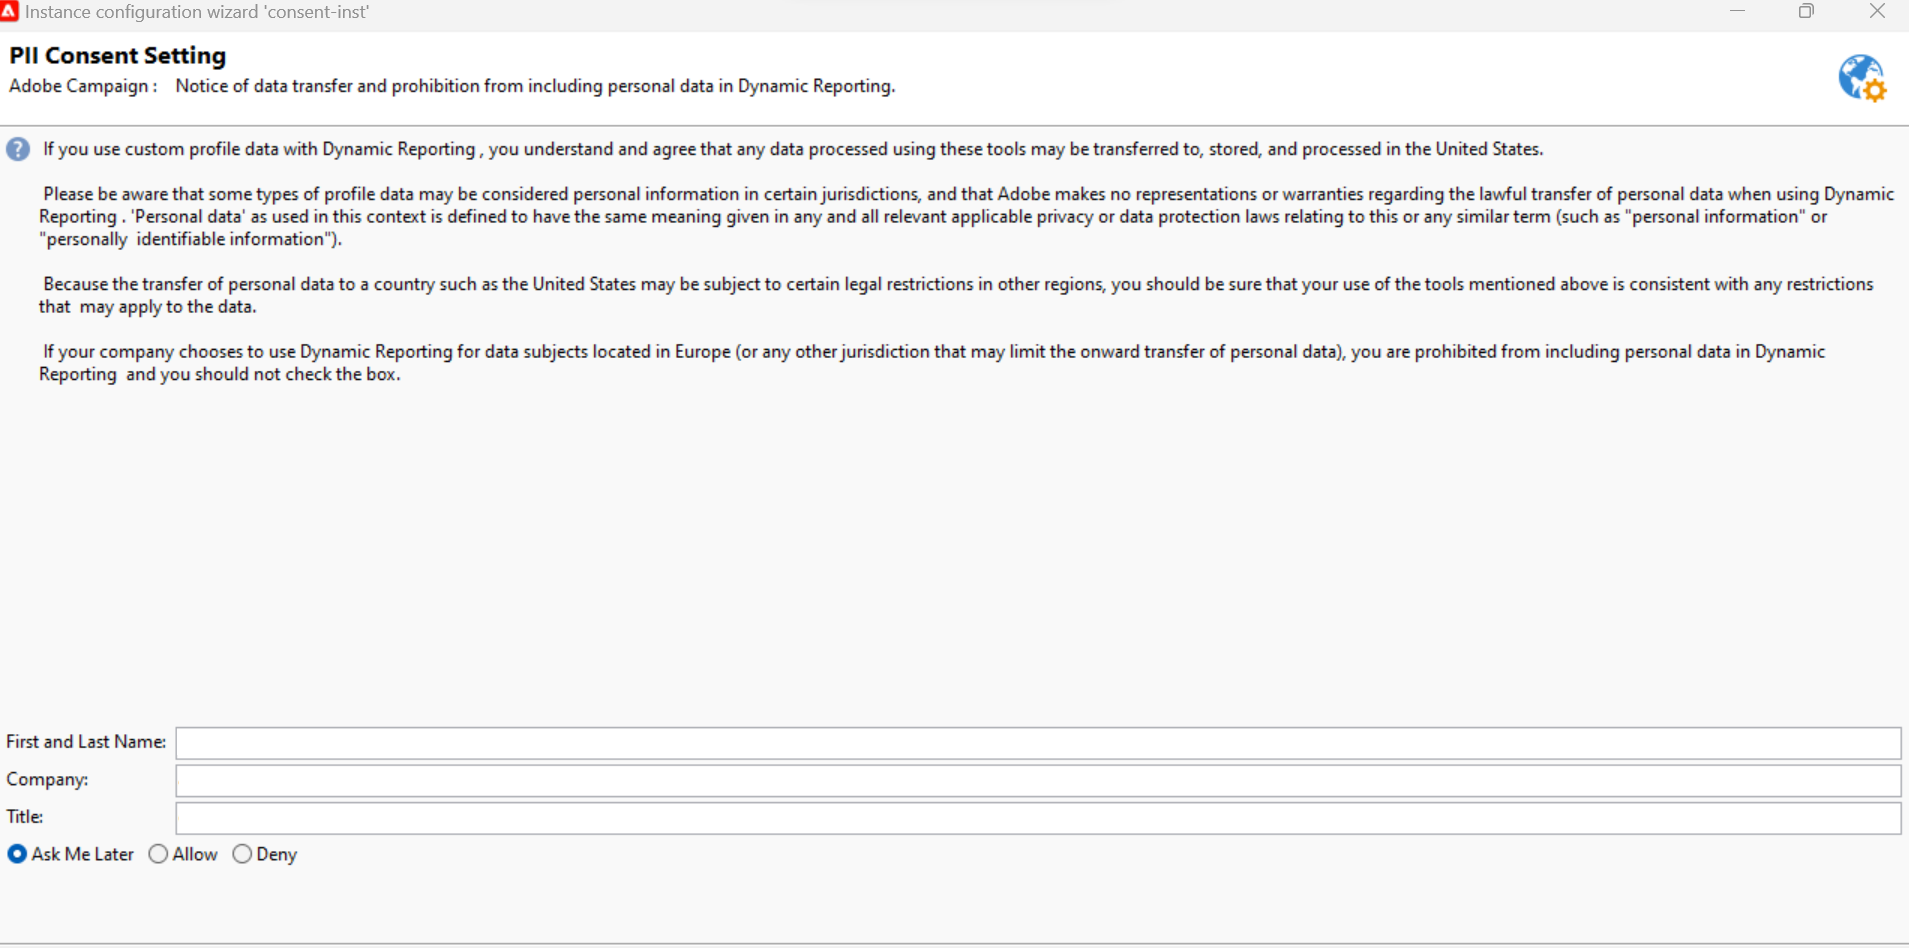 Instance configuration wizard 'consent-inst'
PII Consent Setting
Adobe Campaign : Notice of data transfer and prohibition from including personal data in Dynamic Reporting.
If you use custom profile data with Dynamic Reporting , you understand and agree that any data processed using these tools may be transferred to, stored, and processed in the United States.
Please be aware that some types of profile data may be considered personal information in certain jurisdictions, and that Adobe makes no representations or warranties regarding the lawful transfer of personal data when using Dynamic
Reporting . 'Personal data' as used in this context is defined to have the same meaning given in any and all relevant applicable privacy or data protection laws relating to this or any similar term (such as "personal information" or
"personally identifiable information").
Because the transfer of personal data to a country such as the United States may be subject to certain legal restrictions in other regions, you should be sure that your use of the tools mentioned above is consistent with any restrictions
that may apply to the data.
If your company chooses to use Dynamic Reporting for data subjects located in Europe (or any other jurisdiction that may limit the onward transfer of personal data), you are prohibited from including personal data in Dynamic
Reporting and you should not check the box.
First and Last Name:
Company:
Title:
Ask Me Later Allow Deny